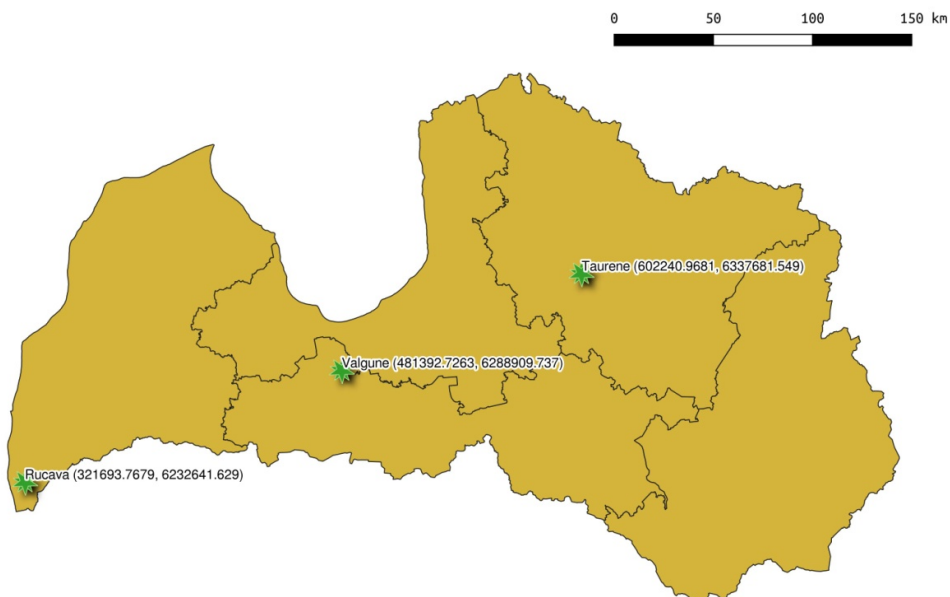 0 50 100 150 km
Taurene (602240.9681, 6337681.549)
Valgune (481392.7263, 6288909.737)
Rucava (321693.7679, 6232641.629)